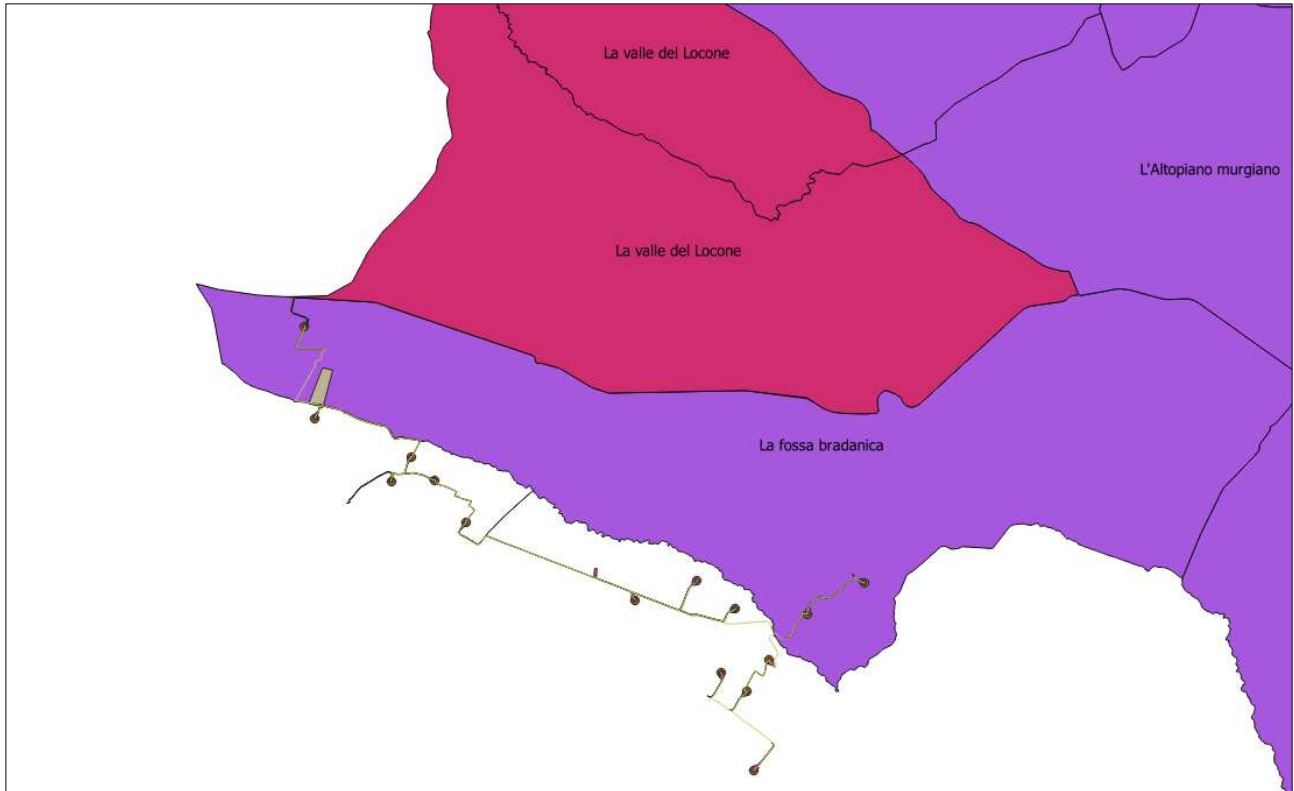 La valle del Locone
L'Altopiano murgiano
La valle del Locone
La fossa bradanica